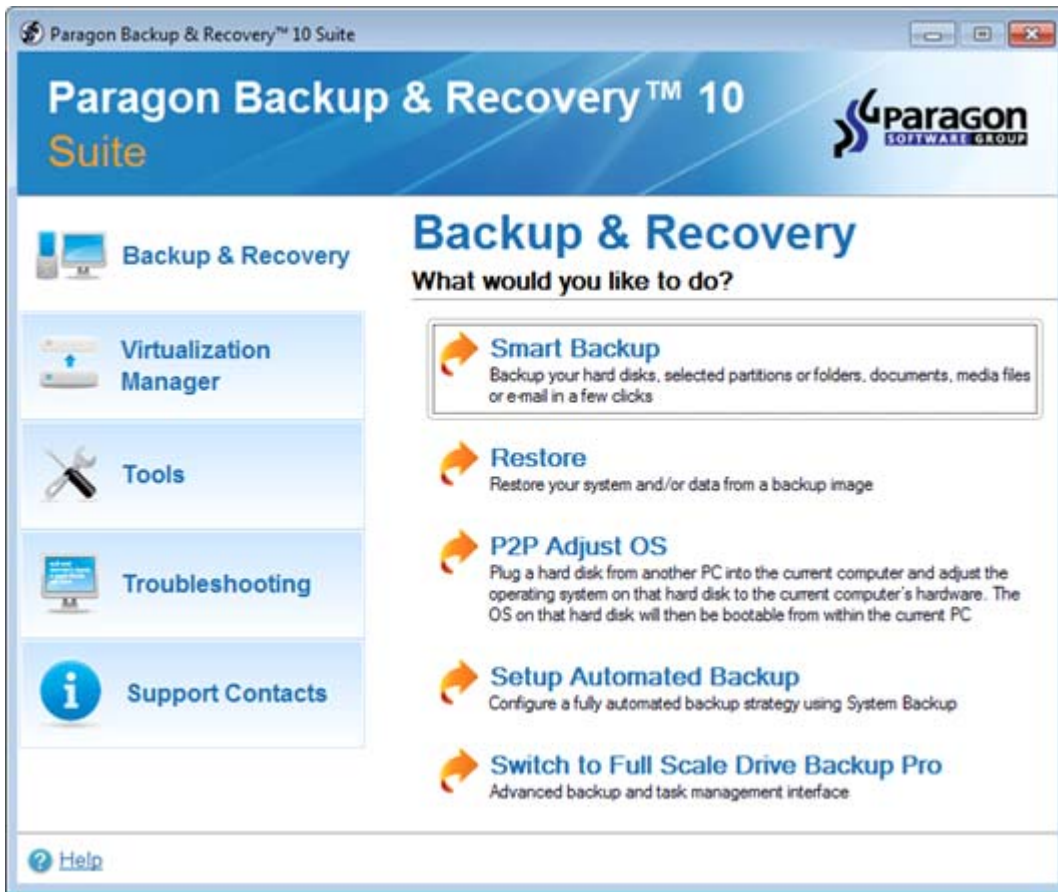 Paragon Backup & Recovery™ 10 Suite
Paragon Backup & Recovery™ 10
Suite
Paragon
SOFTWARE GROUP
Backup & Recovery
Virtualization
Manager
Tools
Troubleshooting
Support Contacts
Backup & Recovery
What would you like to do?
Smart Backup
Backup your hard disks, selected partitions or folders, documents, media files
or e-mail in a few clicks
Restore
Restore your system and/or data from a backup image
P2P Adjust OS
Plug a hard disk from another PC into the current computer and adjust the
operating system on that hard disk to the current computer's hardware. The
OS on that hard disk will then be bootable from within the current PC
Setup Automated Backup
Configure a fully automated backup strategy using System Backup
Switch to Full Scale Drive Backup Pro
Advanced backup and task management interface
Help